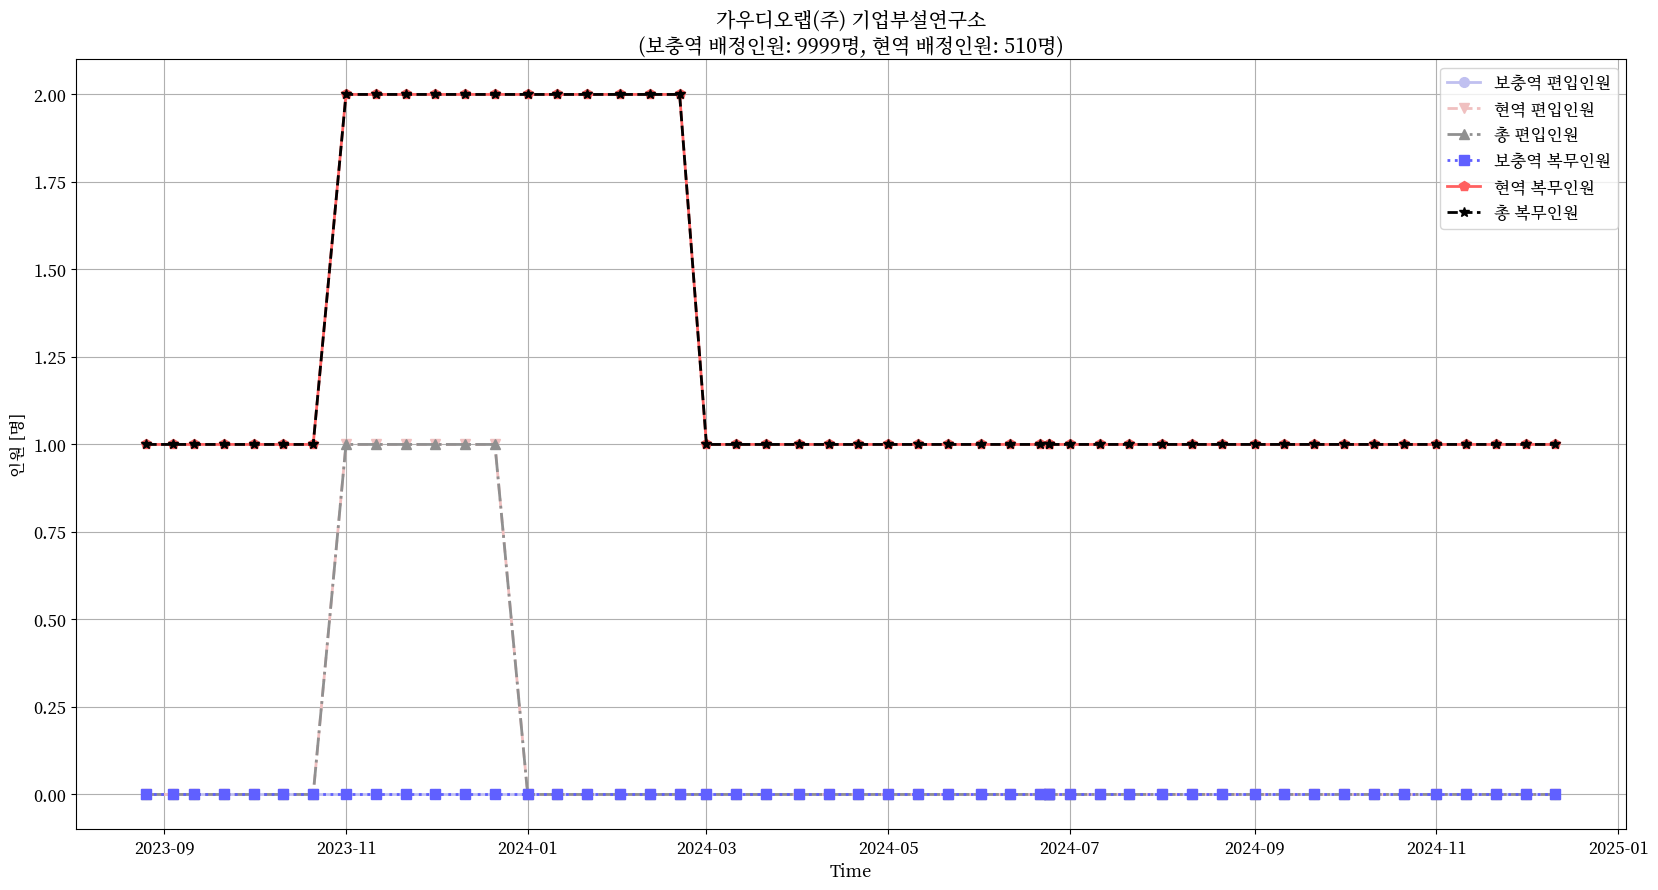 가우디오랩(주) 기업부설연구소
(보충역 배정인원: 9999명, 현역 배정인원: 510명)
보충역 편입인원
현역 편입인원
총 편입인원
보충역 복무인원
현역 복무인원
총 복무인원
2.00
1.75
1.50
1.25
1.00
0.75
0.50
0.25
0.00
인원 [명]
2023-09
2023-11
2024-01
2024-03
2024-05
2024-07
2024-09
2024-11
2025-01
Time